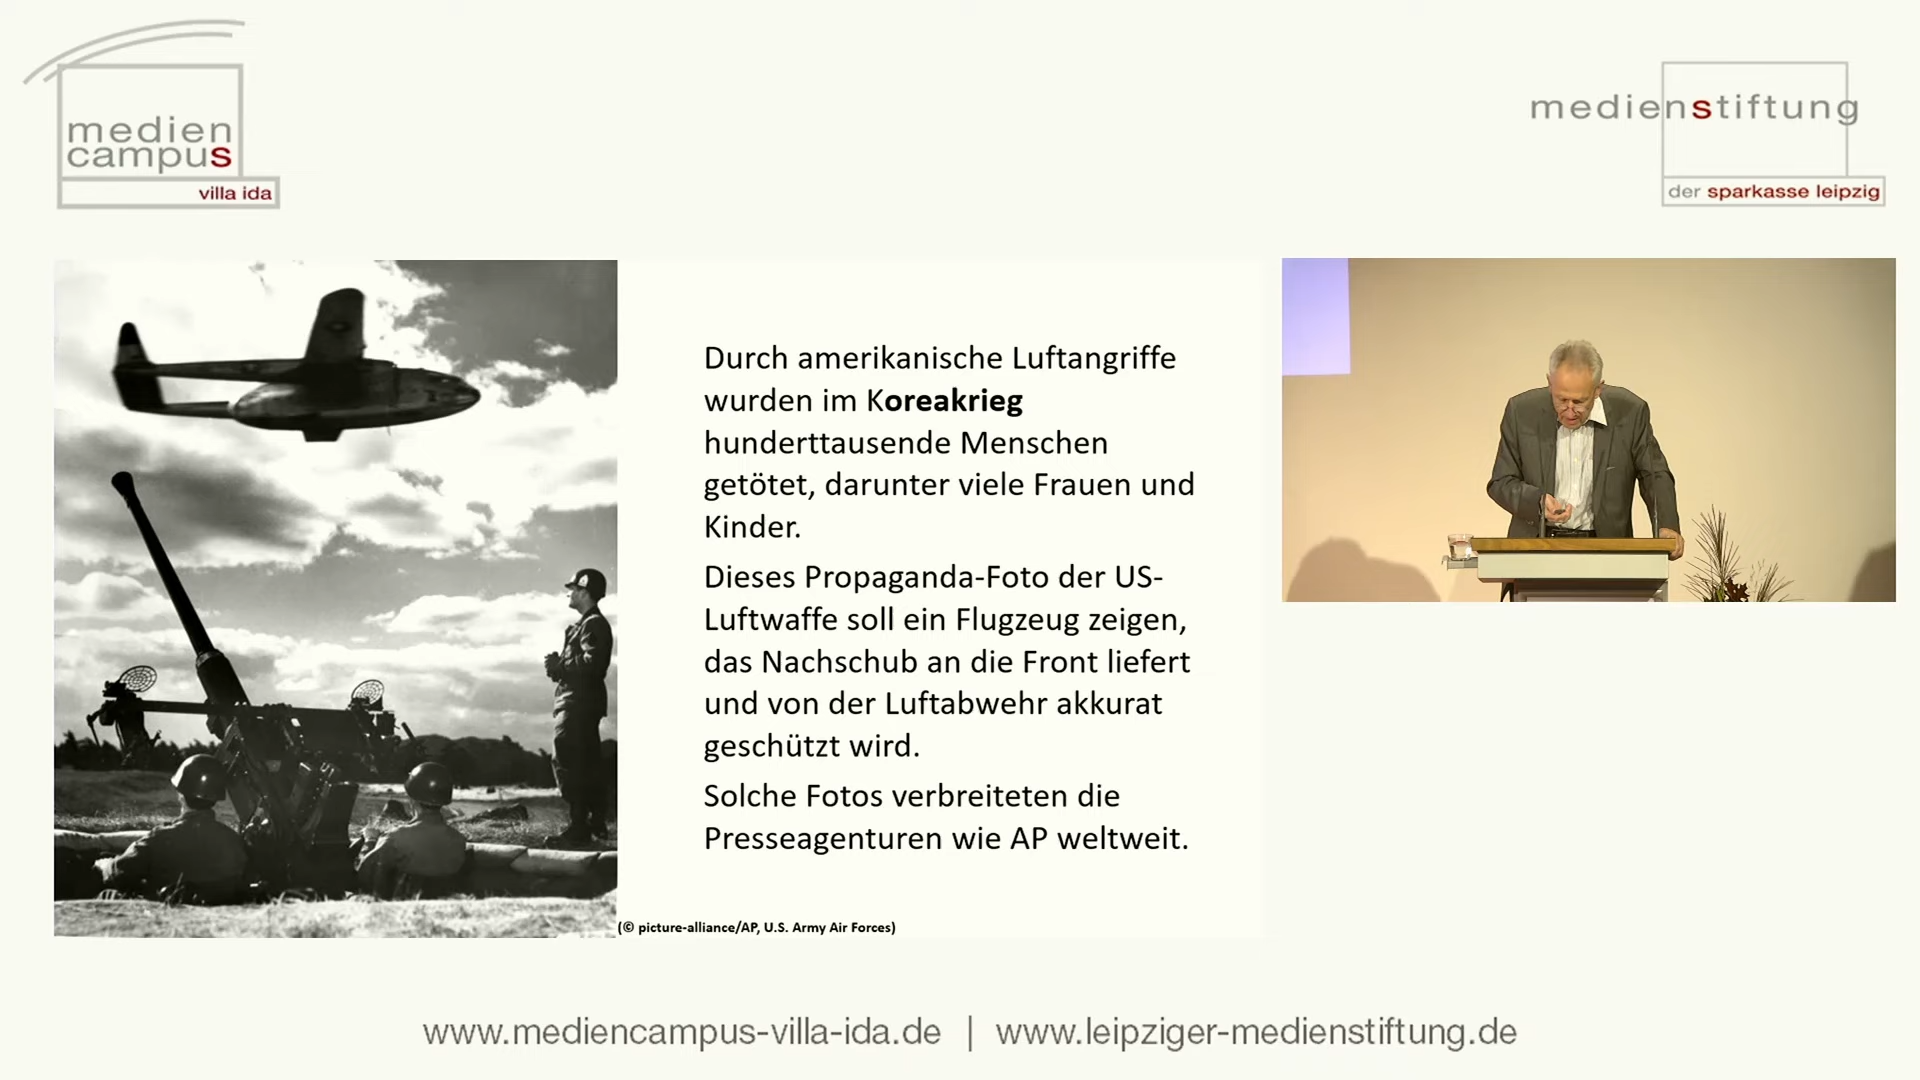 medien
campus
villa ida
medienstiftung
der sparkasse leipzig
Durch amerikanische Luftangriffe
wurden im Koreakrieg
hunderttausende Menschen
getötet, darunter viele Frauen und
Kinder.
Dieses Propaganda-Foto der US-
Luftwaffe soll ein Flugzeug zeigen,
das Nachschub an die Front liefert
und von der Luftabwehr akkurat
geschützt wird.
Solche Fotos verbreiteten die
Presseagenturen wie AP weltweit.
(© picture-alliance/AP, U.S. Army Air Forces)
www.mediencampus-villa-ida.de | www.leipziger-medienstiftung.de